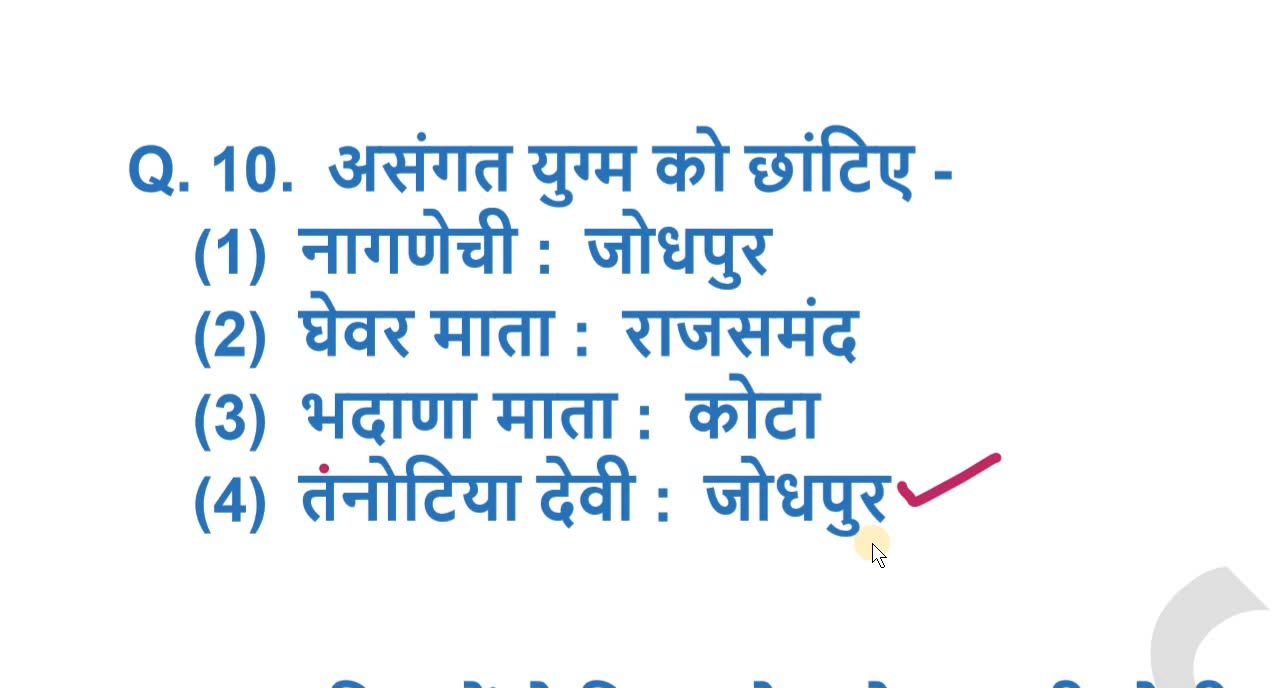 Q. 10. असंगत युग्म को छांटिए -
(1) नागणेची : जोधपुर
(2) घेवर माता : राजसमंद
(3) भदाणा माता : कोटा
(4) तंनोटिया देवी : जोधपुर